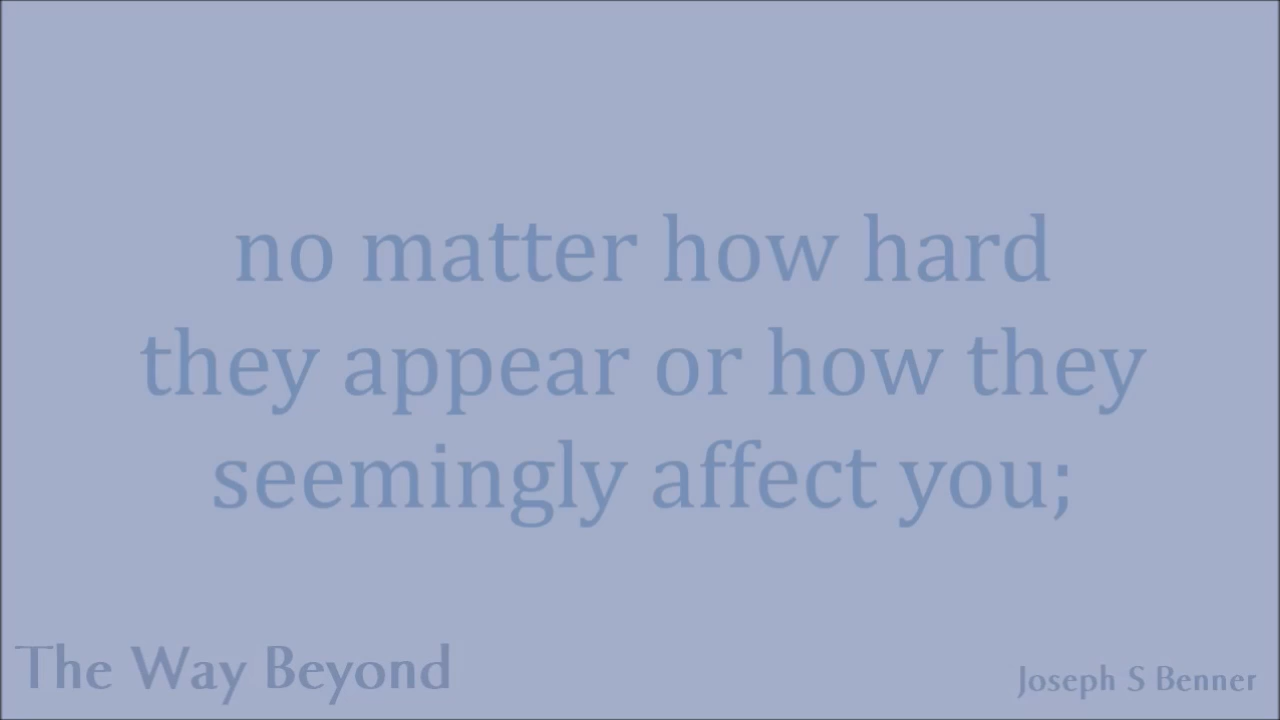 no matter how hard
they appear or how they
seemingly affect you;
The Way Beyond
Joseph S Benner